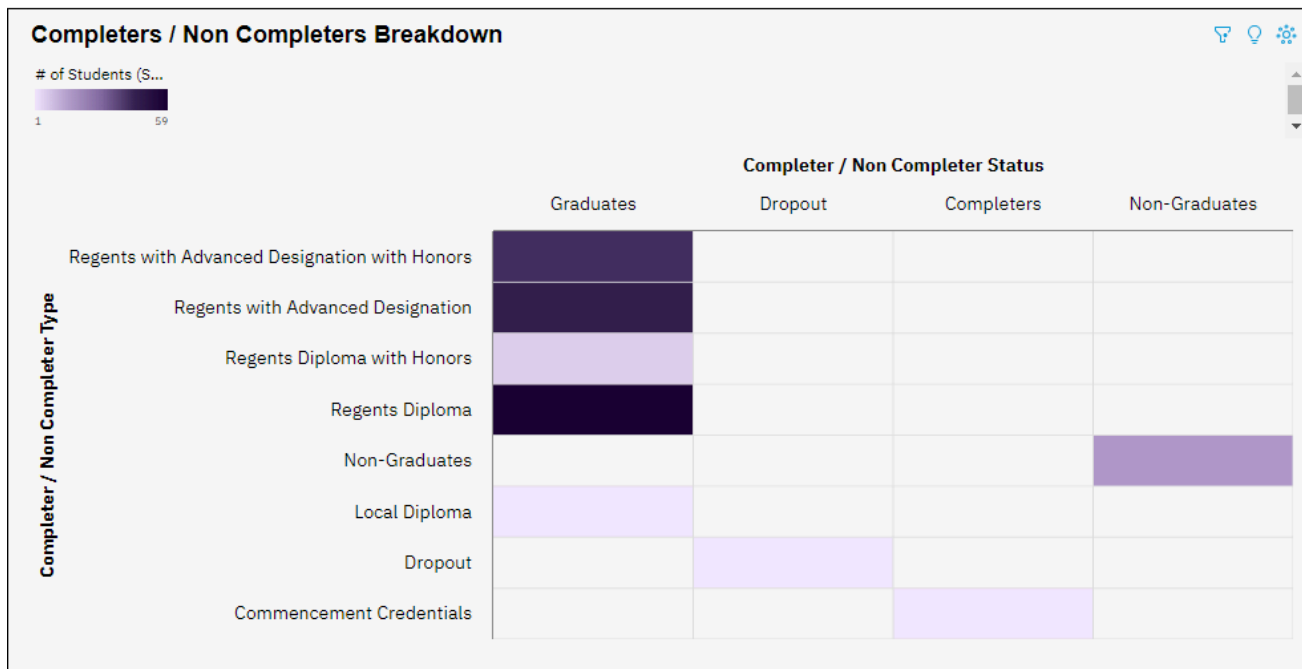 Completers / Non Completers Breakdown
# of Students (S...
1 59
Completer / Non Completer Status
Graduates Dropout Completers Non-Graduates
Completer / Non Completer Type
Regents with Advanced Designation with Honors
Regents with Advanced Designation
Regents Diploma with Honors
Regents Diploma
Non-Graduates
Local Diploma
Dropout
Commencement Credentials